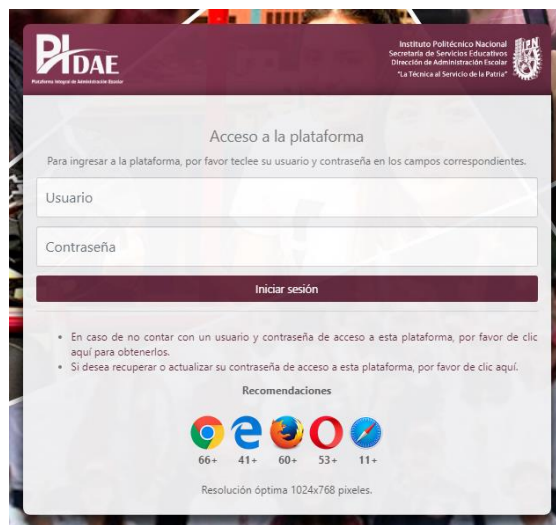 PI DAE
Plataforma Integral de Administración Escolar
Instituto Politécnico Nacional
Secretaría de Servicios Educativos
Dirección de Administración Escolar
"La Técnica al Servicio de la Patria"
IPN
Acceso a la plataforma
Para ingresar a la plataforma, por favor teclee su usuario y contraseña en los campos correspondientes.
Usuario
Contraseña
Iniciar sesión
• En caso de no contar con un usuario y contraseña de acceso a esta plataforma, por favor de clic
aquí para obtenerlos.
• Si desea recuperar o actualizar su contraseña de acceso a esta plataforma, por favor de clic aquí.
Recomendaciones
66+ 41+ 60+ 53+ 11+
Resolución óptima 1024x768 pixeles.